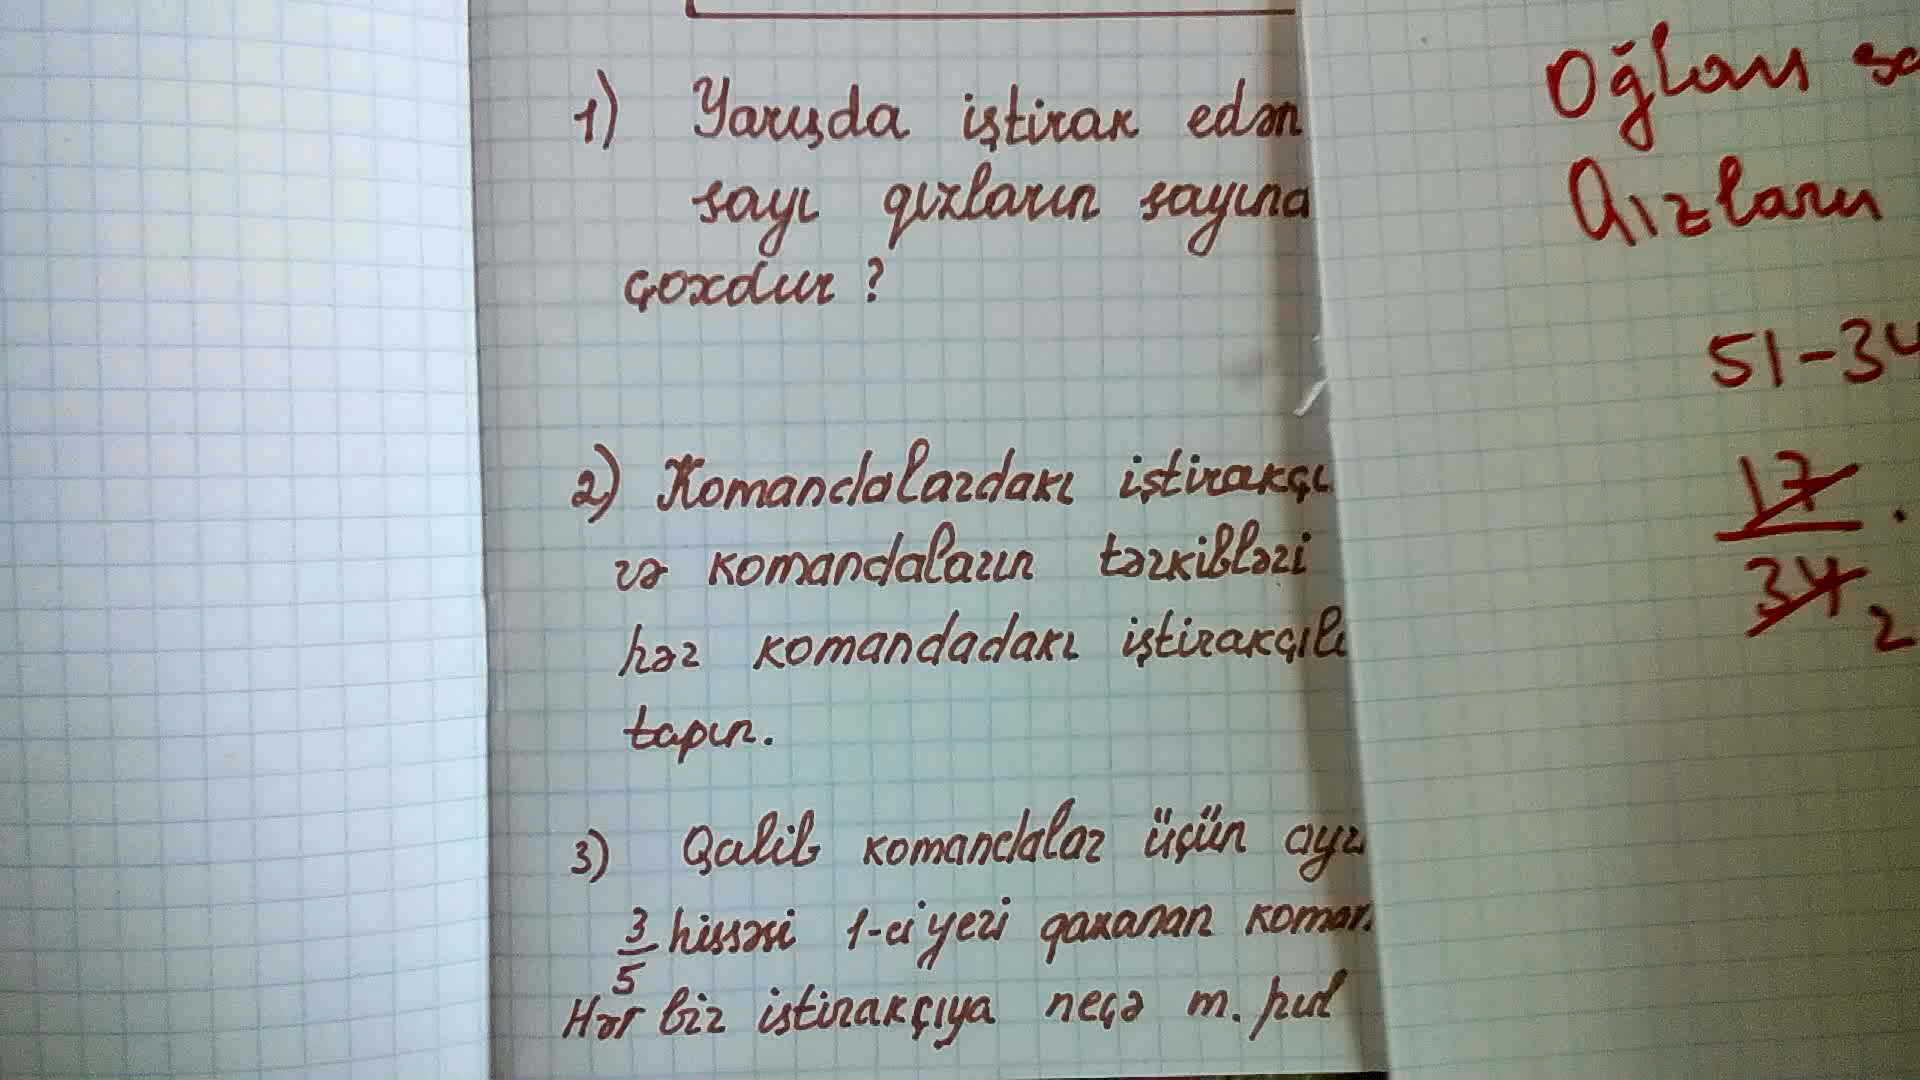 1) Yarışda iştirak edən
sayı qızların sayına
çoxdur ?
2) Komandalardakı iştirakçı
və komandaların tərkibləri
hər komandadakı iştirakçıl
tapın.
3) Qalib komandalar üçün ayr
3/5 hissəsi 1-ci yeri qazanan koman
Hər bir iştirakçıya neçə m. pul
Oğlan sa
Qızların
51-34
17 .
34 2